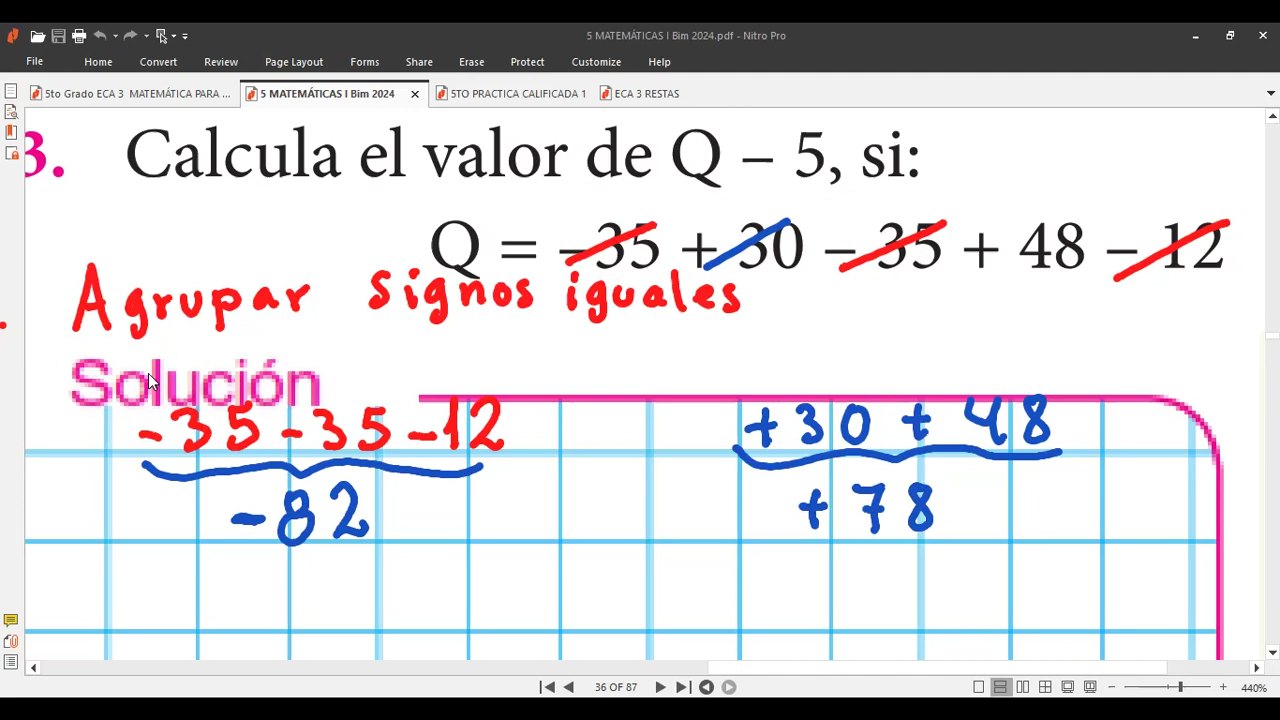 5 MATEMÁTICAS I Bim 2024.pdf - Nitro Pro
File Home Convert Review Page Layout Forms Share Erase Protect Customize Help
5to Grado ECA 3 MATEMÁTICA PARA ... 5 MATEMÁTICAS I Bim 2024 5TO PRACTICA CALIFICADA 1 ECA 3 RESTAS
3. Calcula el valor de Q – 5, si:
Q = –35 + 30 – 35 + 48 – 12
Agrupar signos iguales
Solución
-35 -35 -12 +30 + 48
-82 +78
36 OF 87 440%